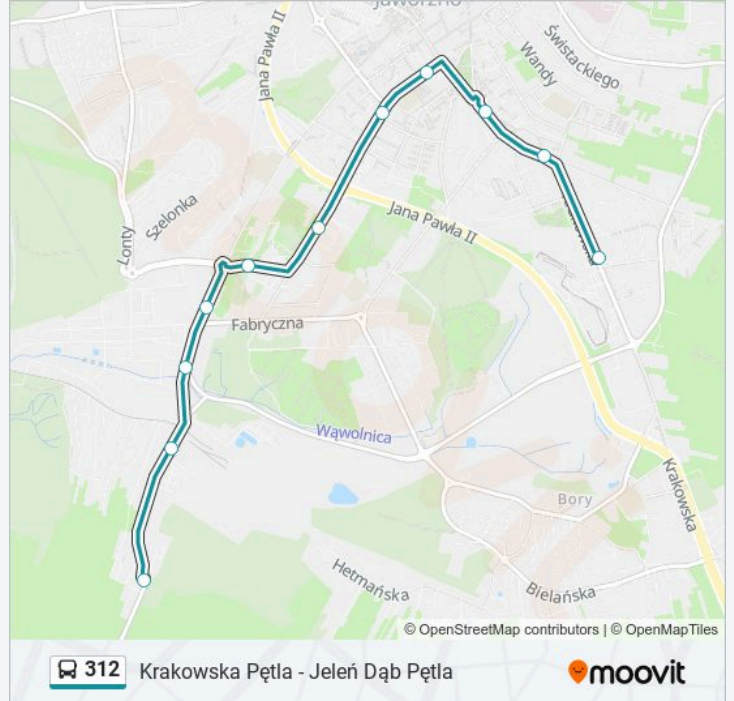 Jaworzno
Jana Pawła II
Wandy
Świstackiego
Szelonka
Lonty
Jana Pawła II
Fabryczna
Wąwolnica
Krakowska
Bory
Hetmańska
Bielańska
© OpenStreetMap contributors | © OpenMapTiles
312 Krakowska Pętla - Jeleń Dąb Pętla
moovit